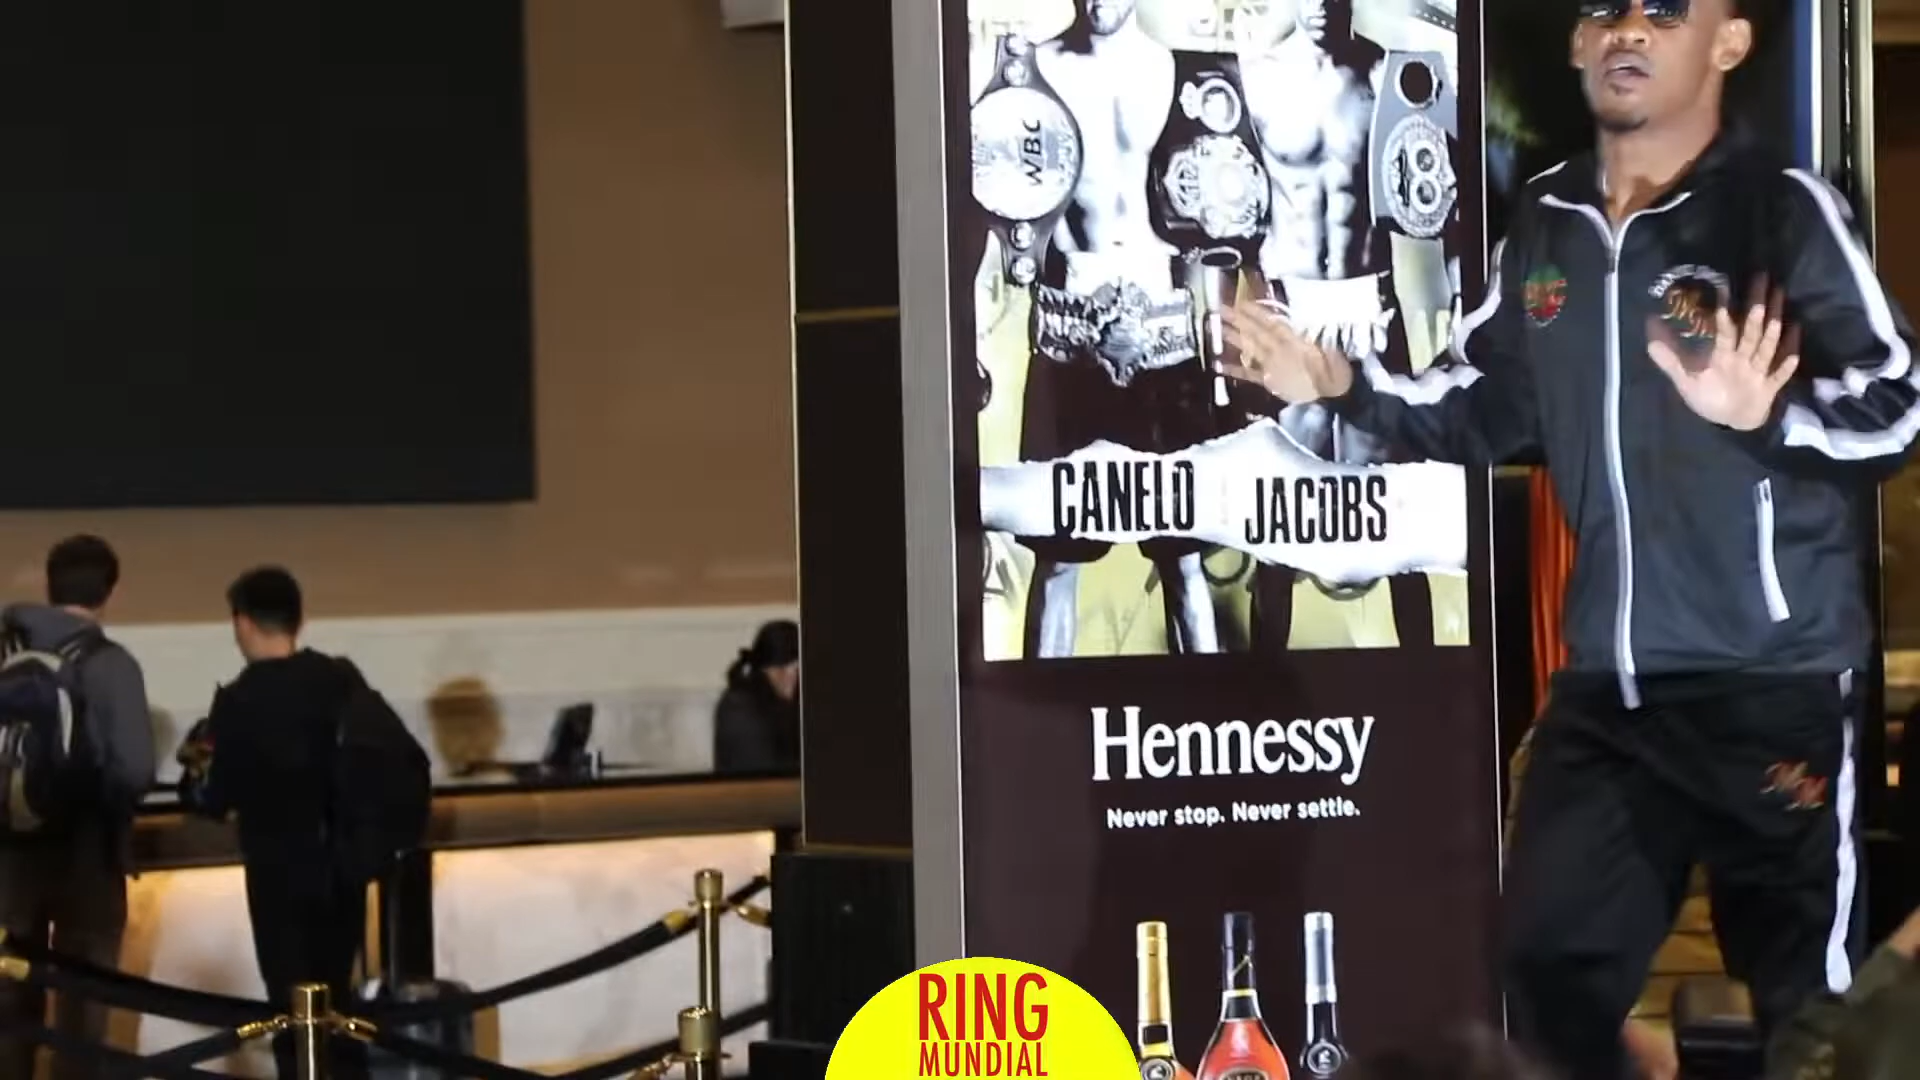 WBC
CANELO JACOBS
Hennessy
Never stop. Never settle.
RING
MUNDIAL